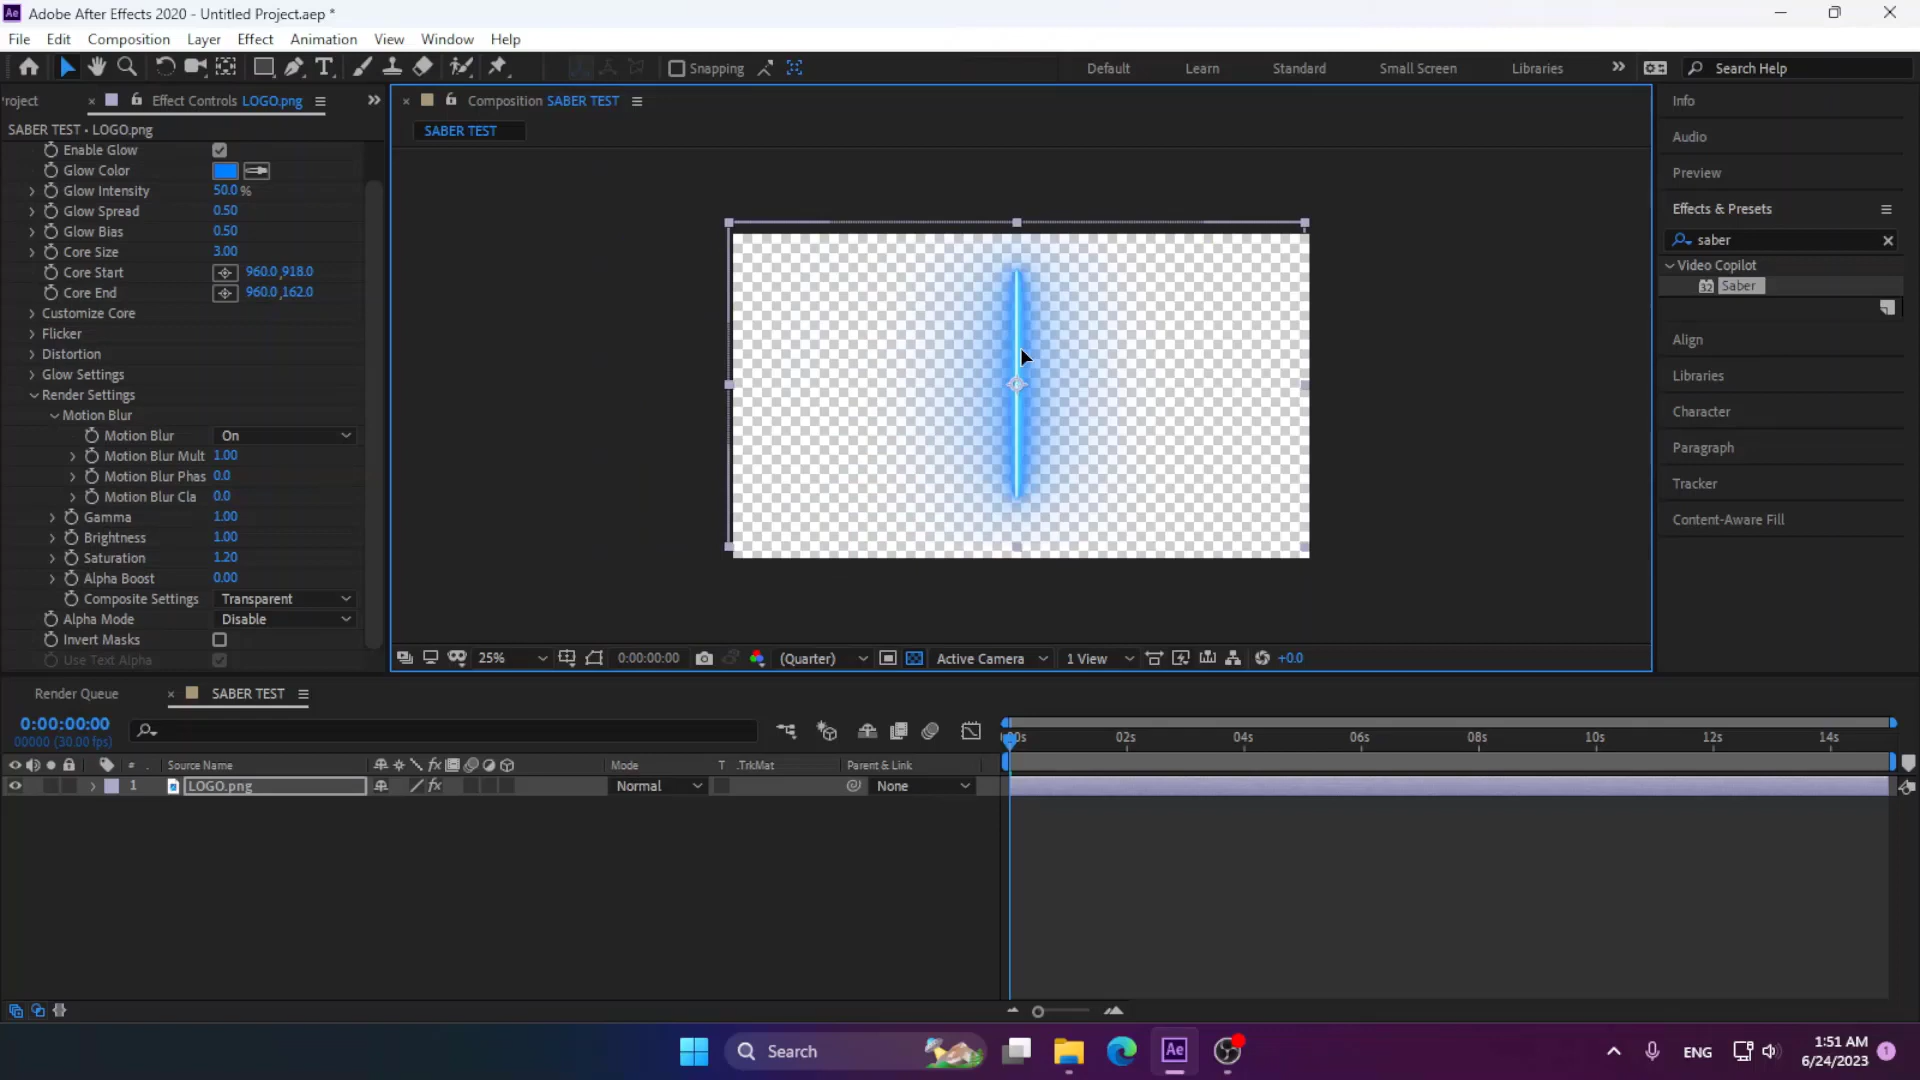 Ae Adobe After Effects 2020 - Untitled Project.aep *
File Edit Composition Layer Effect Animation View Window Help
Snapping Default Learn Standard Small Screen Libraries Search Help
roject Effect Controls LOGO.png
SABER TEST • LOGO.png
Enable Glow
Glow Color
Glow Intensity 50.0 %
Glow Spread 0.50
Glow Bias 0.50
Core Size 3.00
Core Start 960.0 ,918.0
Core End 960.0 ,162.0
Customize Core
Flicker
Distortion
Glow Settings
Render Settings
Motion Blur
Motion Blur On
Motion Blur Mult 1.00
Motion Blur Phas 0.0
Motion Blur Cla 0.0
Gamma 1.00
Brightness 1.00
Saturation 1.20
Alpha Boost 0.00
Composite Settings Transparent
Alpha Mode Disable
Invert Masks
Use Text Alpha
Composition SABER TEST
SABER TEST
25% 0:00:00:00 (Quarter) Active Camera 1 View +0.0
Info
Audio
Preview
Effects & Presets
saber
Video Copilot
32 Saber
Align
Libraries
Character
Paragraph
Tracker
Content-Aware Fill
Render Queue SABER TEST
0:00:00:00
00000 (30.00 fps)
00s 02s 04s 06s 08s 10s 12s 14s
# . Source Name fx Mode T .TrkMat Parent & Link
1 LOGO.png fx Normal None
Search Ae ENG
1:51 AM
6/24/2023 1